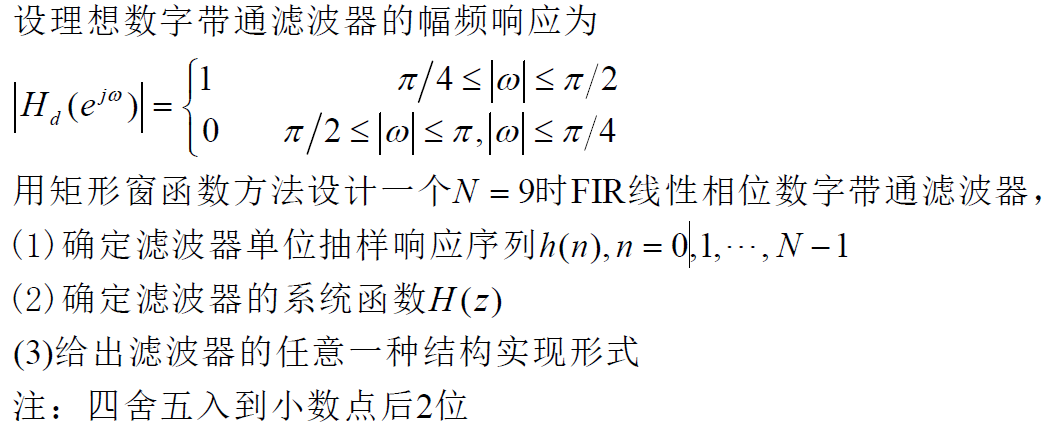 设理想数字带通滤波器的幅频响应为
|H_d(e^{jω})| = { 1 π/4 ≤ |ω| ≤ π/2
0 π/2 ≤ |ω| ≤ π, |ω| ≤ π/4
用矩形窗函数方法设计一个N = 9时FIR线性相位数字带通滤波器，
(1)确定滤波器单位抽样响应序列h(n), n = 0,1,⋯, N − 1
(2)确定滤波器的系统函数H(z)
(3)给出滤波器的任意一种结构实现形式
注：四舍五入到小数点后2位